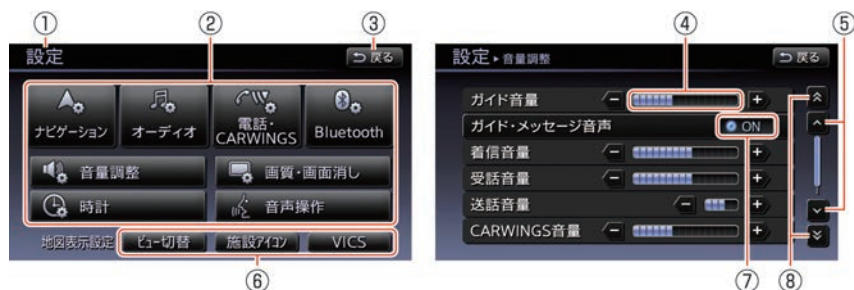 ① ② ③ ④ ⑤
設定 戻る
ナビゲーション オーディオ 電話・CARWINGS Bluetooth
音量調整 画質・画面消し
時計 音声操作
地図表示設定 ビュー切替 施設アイコン VICS
⑥
設定 ▸ 音量調整 戻る
ガイド音量 − +
ガイド・メッセージ音声 ON
着信音量 − +
受話音量 − +
送話音量 − +
CARWINGS音量 − +
⑦ ⑧